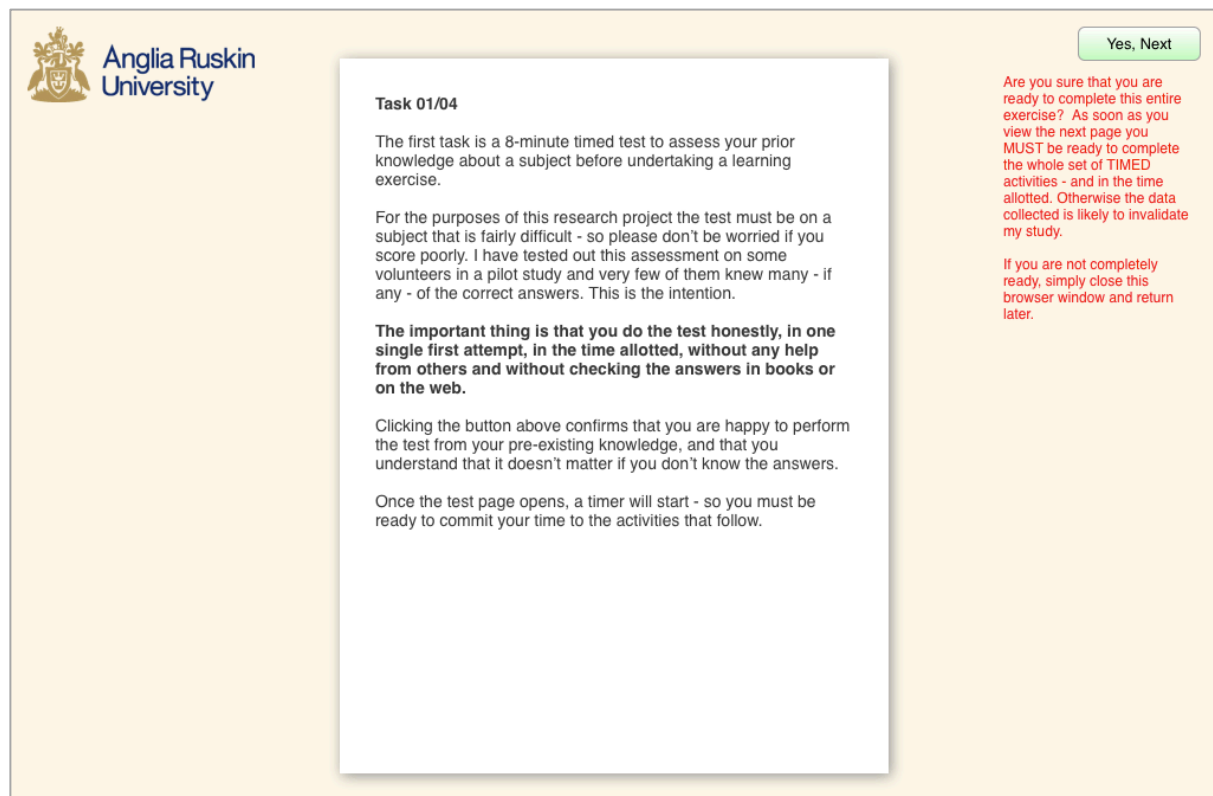 Anglia Ruskin
University
Yes, Next
Are you sure that you are
ready to complete this entire
exercise?  As soon as you
view the next page you
MUST be ready to complete
the whole set of TIMED
activities - and in the time
allotted. Otherwise the data
collected is likely to invalidate
my study.
If you are not completely
ready, simply close this
browser window and return
later.
Task 01/04
The first task is a 8-minute timed test to assess your prior
knowledge about a subject before undertaking a learning
exercise.
For the purposes of this research project the test must be on a
subject that is fairly difficult - so please don’t be worried if you
score poorly. I have tested out this assessment on some
volunteers in a pilot study and very few of them knew many - if
any - of the correct answers. This is the intention.
The important thing is that you do the test honestly, in one
single first attempt, in the time allotted, without any help
from others and without checking the answers in books or
on the web.
Clicking the button above confirms that you are happy to perform
the test from your pre-existing knowledge, and that you
understand that it doesn’t matter if you don’t know the answers.
Once the test page opens, a timer will start - so you must be
ready to commit your time to the activities that follow.